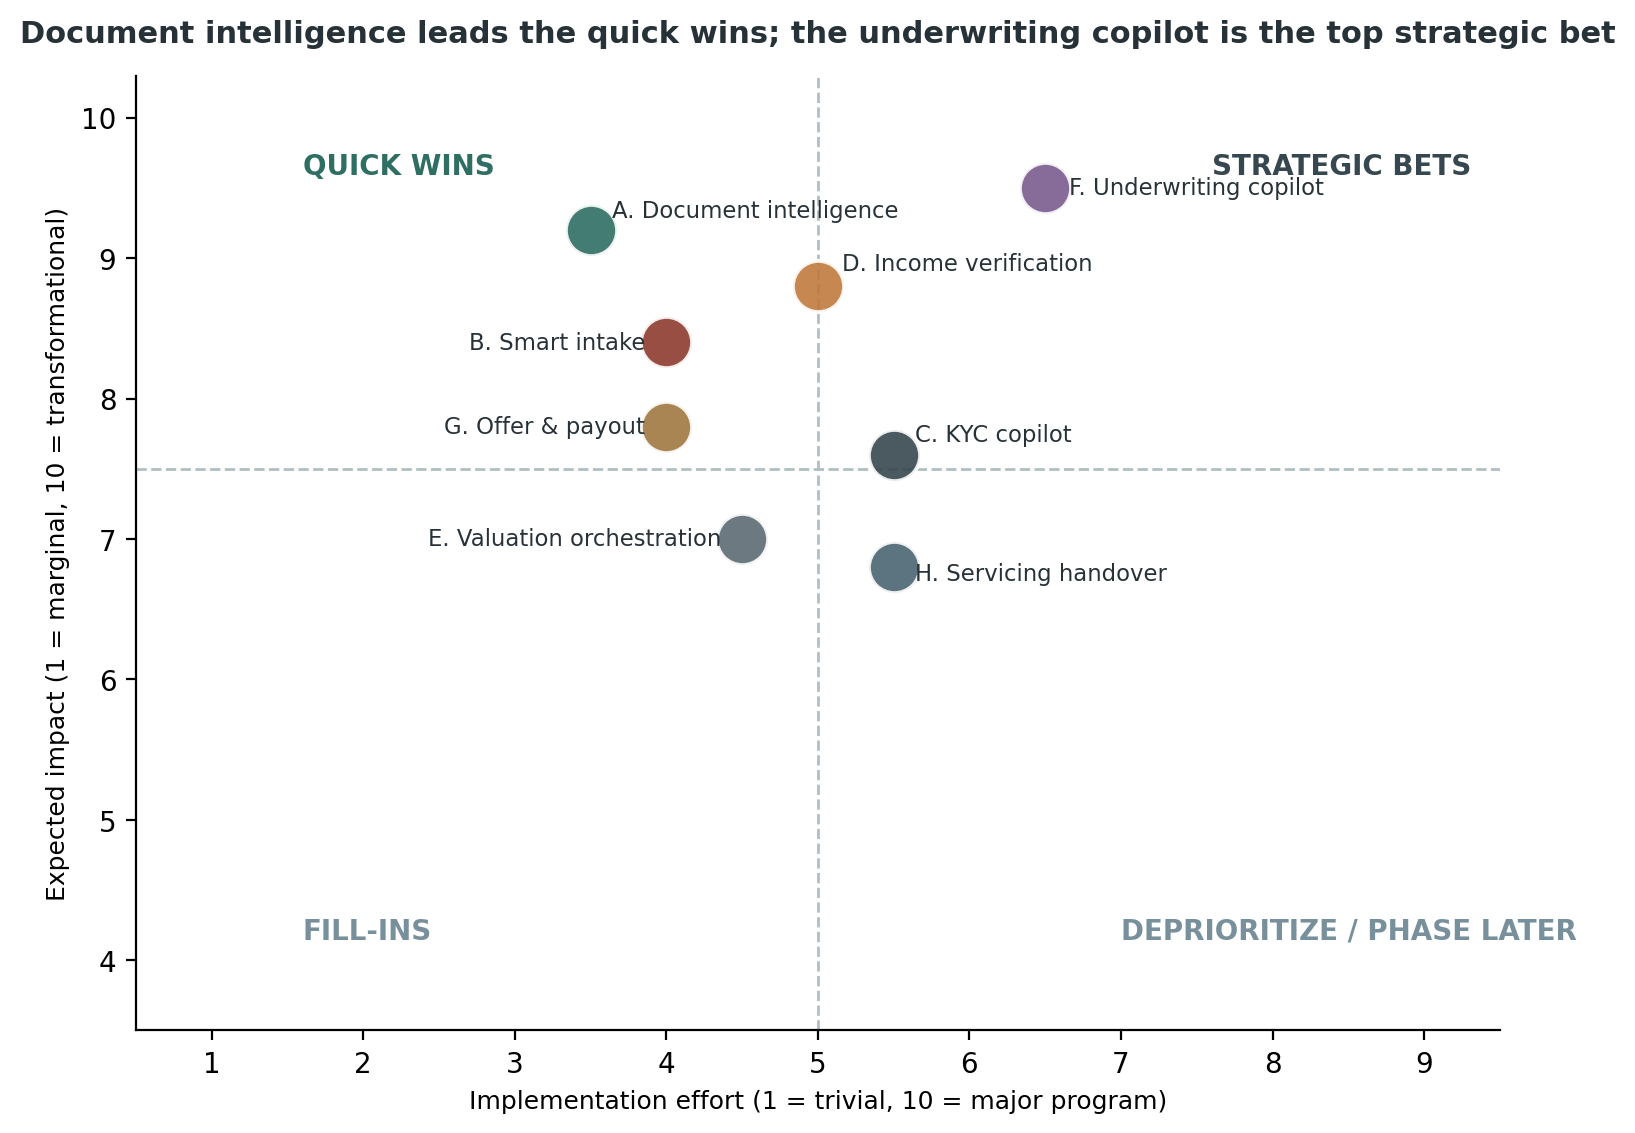 Document intelligence leads the quick wins; the underwriting copilot is the top strategic bet
QUICK WINS
STRATEGIC BETS
F. Underwriting copilot
A. Document intelligence
D. Income verification
B. Smart intake
G. Offer & payout
C. KYC copilot
E. Valuation orchestration
H. Servicing handover
FILL-INS
DEPRIORITIZE / PHASE LATER
Expected impact (1 = marginal, 10 = transformational)
10
9
8
7
6
5
4
1 2 3 4 5 6 7 8 9
Implementation effort (1 = trivial, 10 = major program)